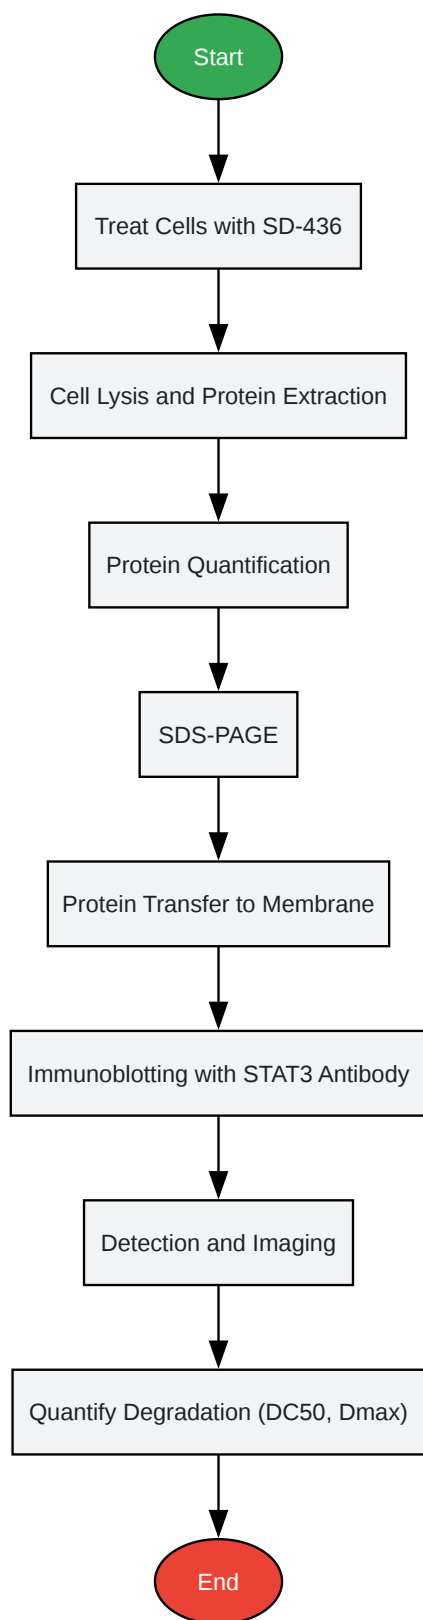 Start
Treat Cells with SD-436
Cell Lysis and Protein Extraction
Protein Quantification
SDS-PAGE
Protein Transfer to Membrane
Immunoblotting with STAT3 Antibody
Detection and Imaging
Quantify Degradation (DC50, Dmax)
End